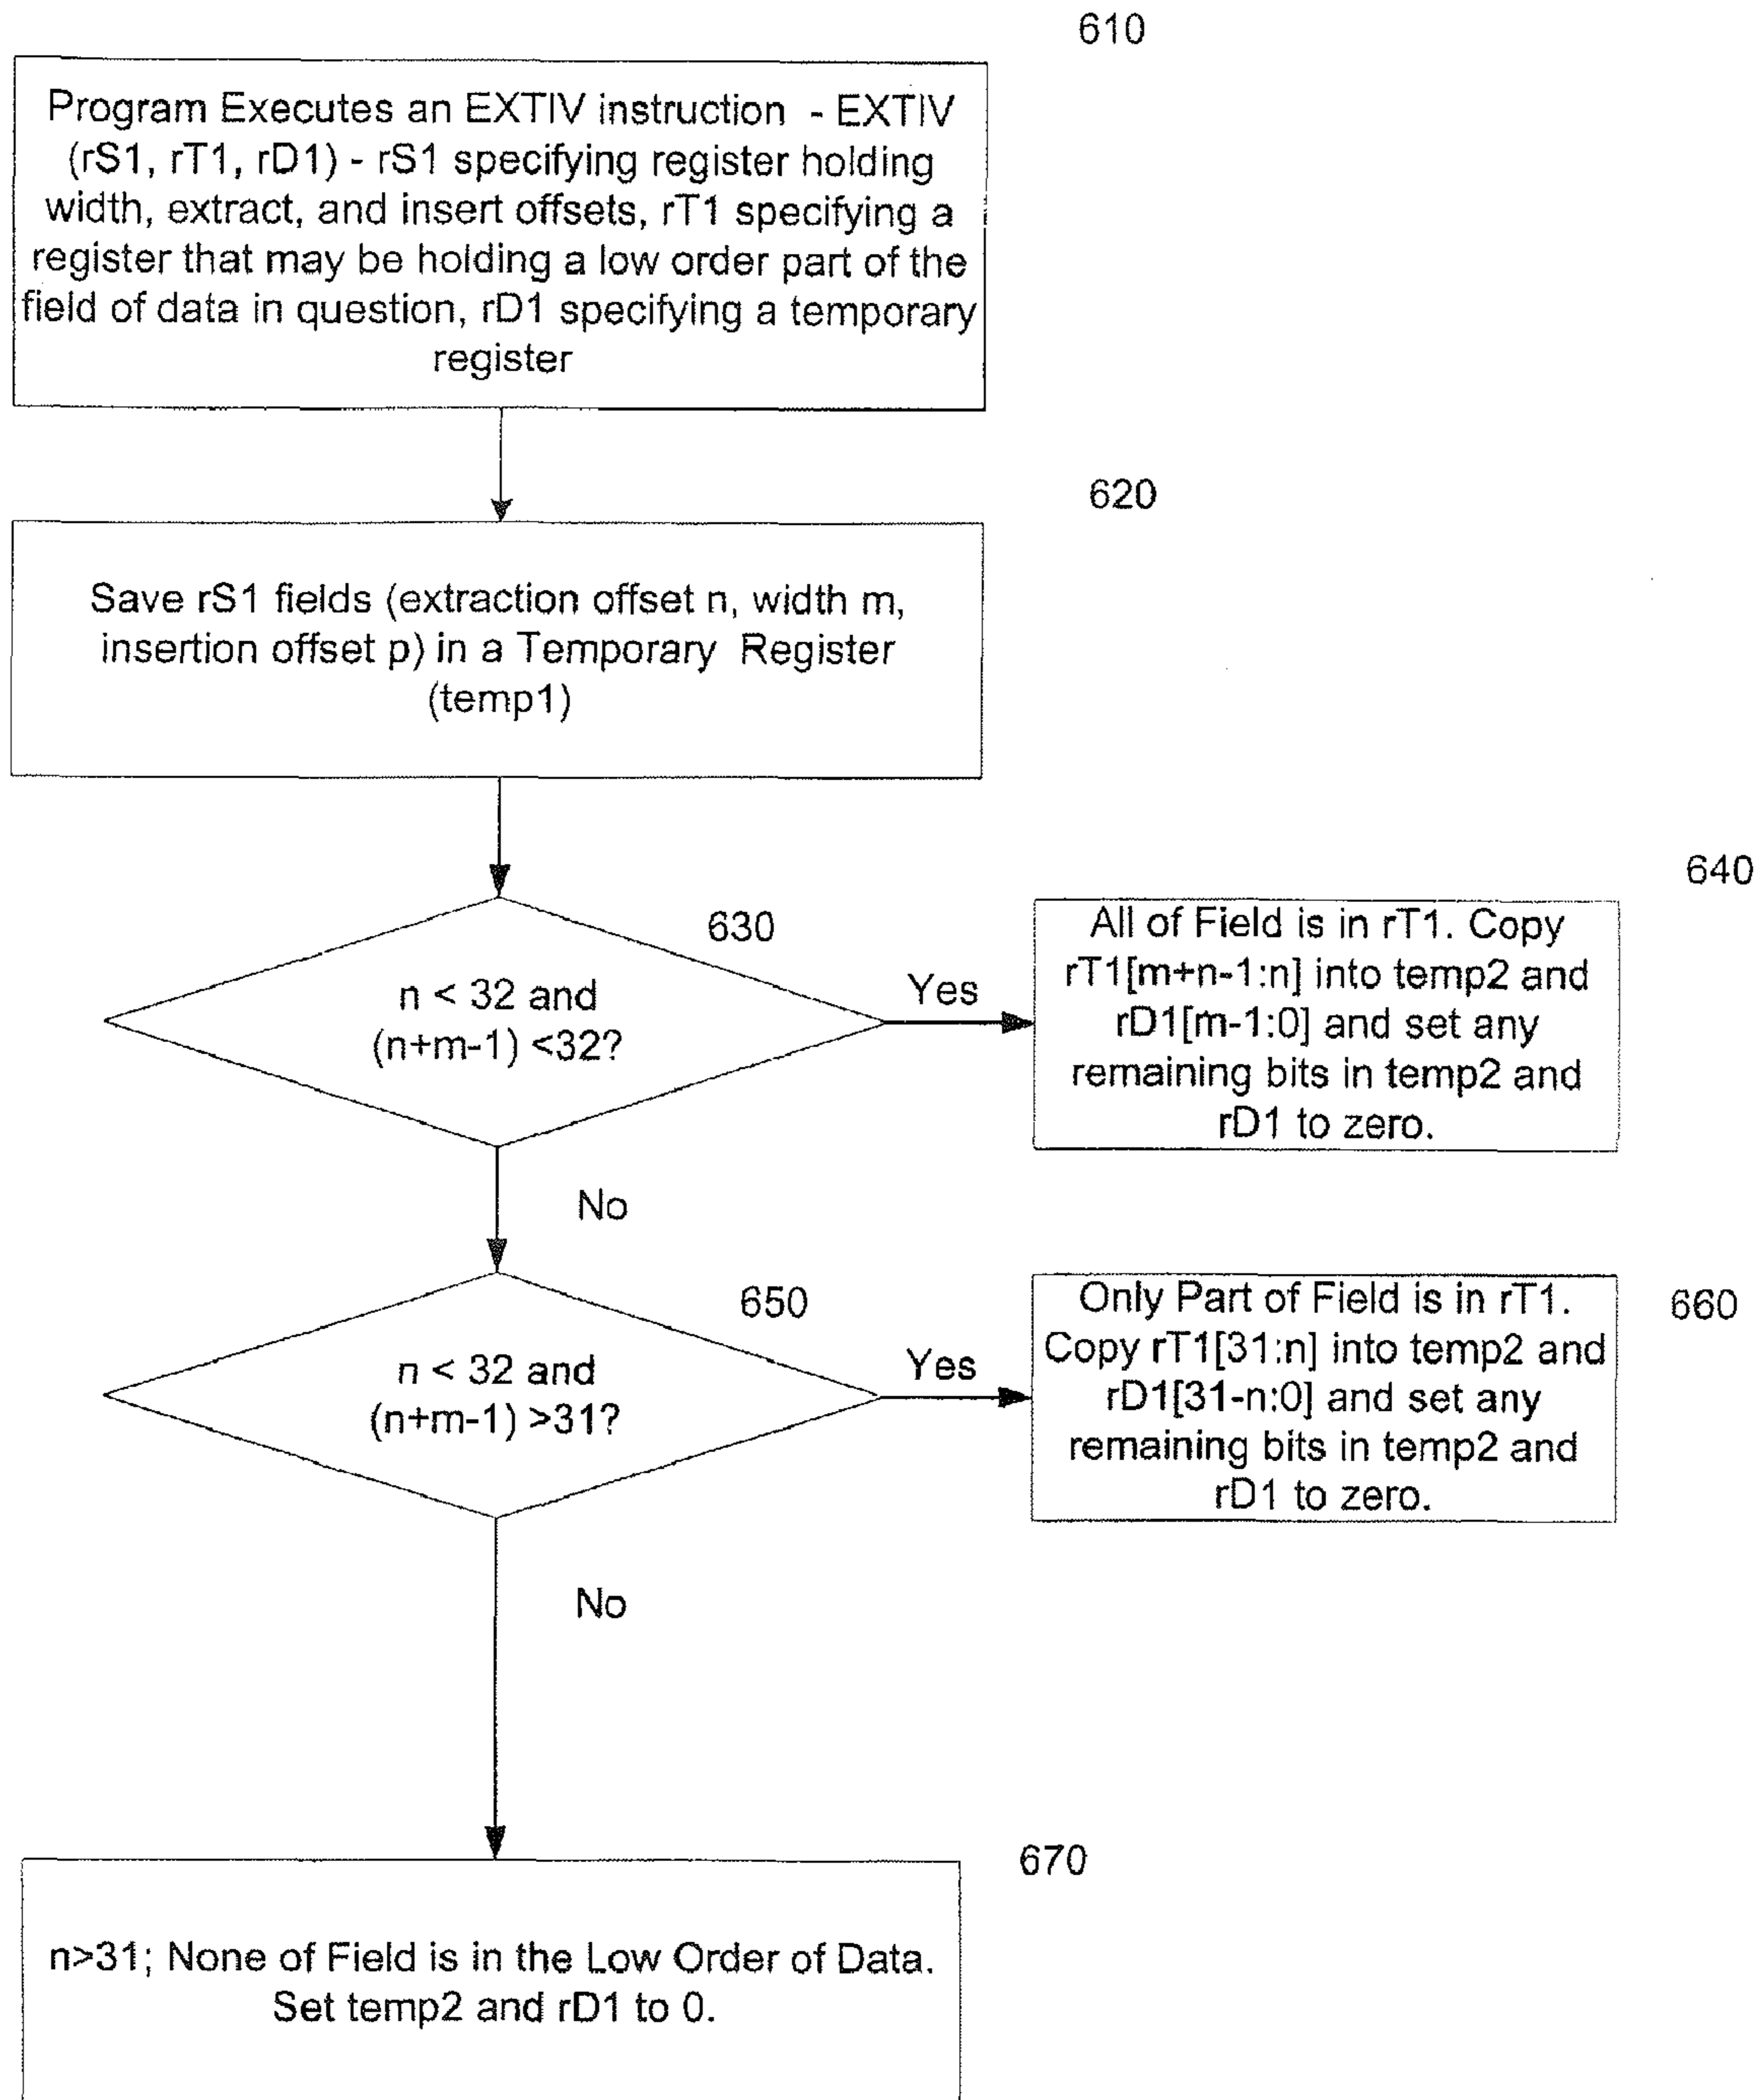 610
Program Executes an EXTIV instruction - EXTIV
(rS1, rT1, rD1) - rS1 specifying register holding
width, extract, and insert offsets, rT1 specifying a
register that may be holding a low order part of the
field of data in question, rD1 specifying a temporary
register
620
Save rS1 fields (extraction offset n, width m,
insertion offset p) in a Temporary Register
(temp1)
630
n < 32 and
(n+m-1) <32?
Yes
640
All of Field is in rT1. Copy
rT1[m+n-1:n] into temp2 and
rD1[m-1:0] and set any
remaining bits in temp2 and
rD1 to zero.
No
650
n < 32 and
(n+m-1) >31?
Yes
660
Only Part of Field is in rT1.
Copy rT1[31:n] into temp2 and
rD1[31-n:0] and set any
remaining bits in temp2 and
rD1 to zero.
No
670
n>31; None of Field is in the Low Order of Data.
Set temp2 and rD1 to 0.